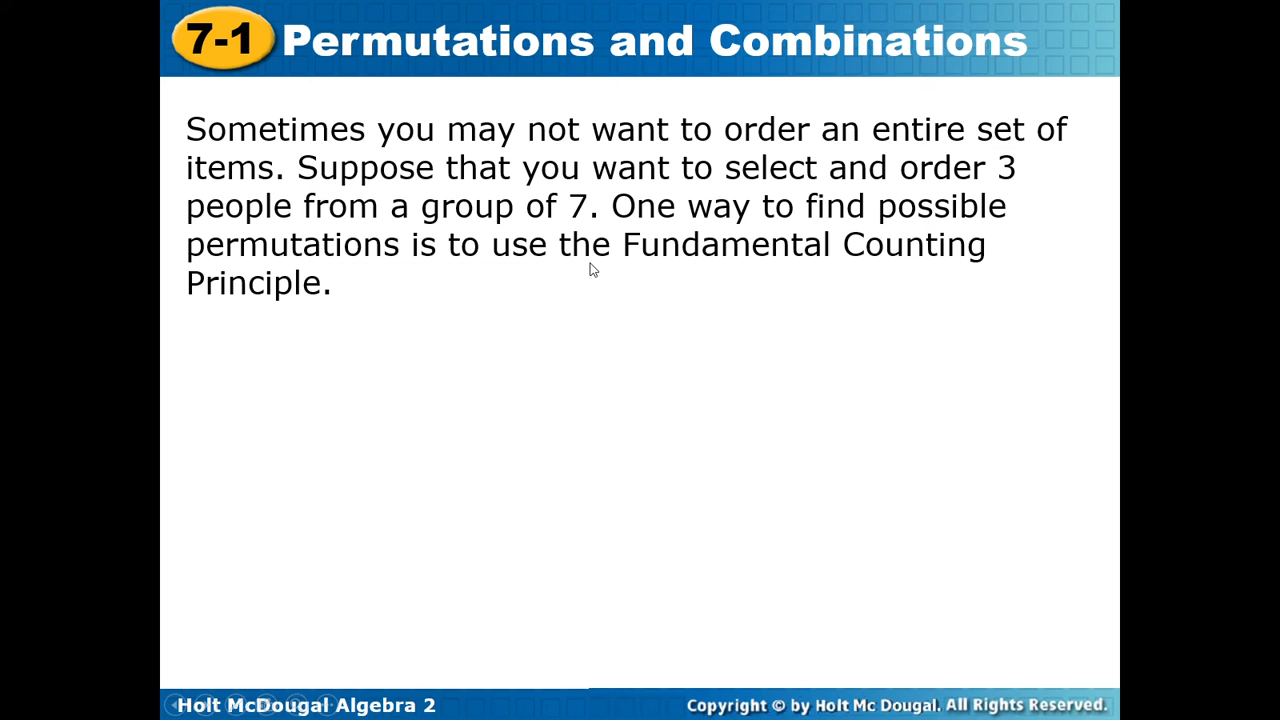 7-1 Permutations and Combinations
Sometimes you may not want to order an entire set of
items. Suppose that you want to select and order 3
people from a group of 7. One way to find possible
permutations is to use the Fundamental Counting
Principle.
Holt McDougal Algebra 2
Copyright © by Holt Mc Dougal. All Rights Reserved.